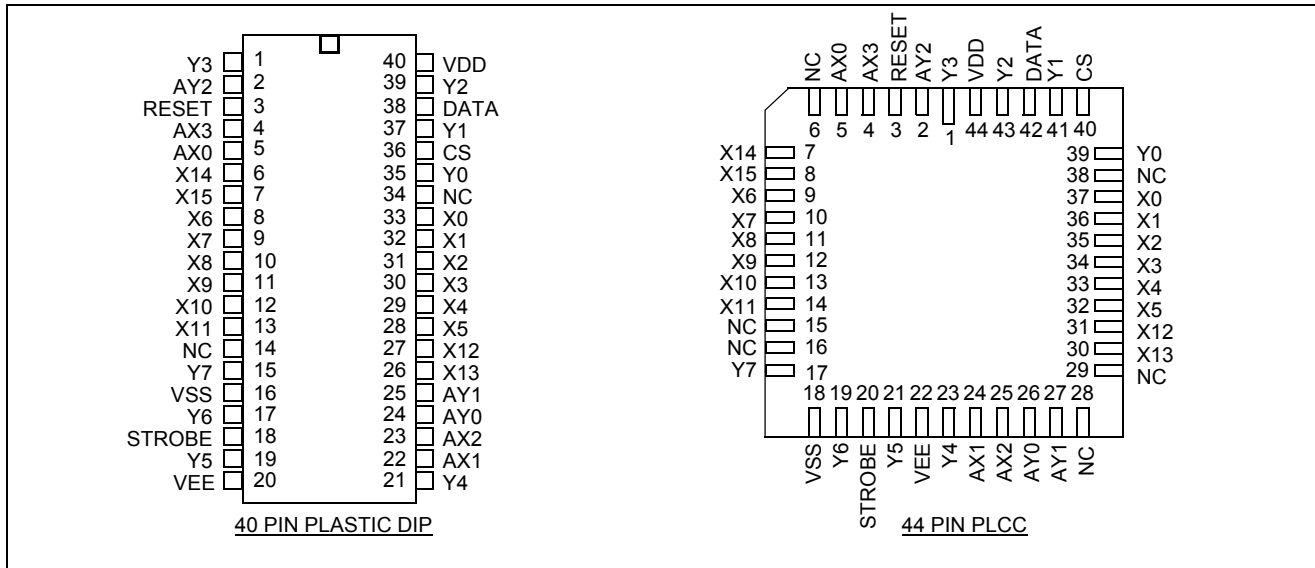 Y3 1 40 VDD
AY2 2 39 Y2
RESET 3 38 DATA
AX3 4 37 Y1
AX0 5 36 CS
X14 6 35 Y0
X15 7 34 NC
X6 8 33 X0
X7 9 32 X1
X8 10 31 X2
X9 11 30 X3
X10 12 29 X4
X11 13 28 X5
NC 14 27 X12
Y7 15 26 X13
VSS 16 25 AY1
Y6 17 24 AY0
STROBE 18 23 AX2
Y5 19 22 AX1
VEE 20 21 Y4
40 PIN PLASTIC DIP
NC AX0 AX3 RESET AY2 Y3 VDD Y2 DATA Y1 CS
6 5 4 3 2 1 44 43 42 41 40
X14 7 39 Y0
X15 8 38 NC
X6 9 37 X0
X7 10 36 X1
X8 11 35 X2
X9 12 34 X3
X10 13 33 X4
X11 14 32 X5
NC 15 31 X12
NC 16 30 X13
Y7 17 29 NC
18 19 20 21 22 23 24 25 26 27 28
VSS Y6 STROBE Y5 VEE Y4 AX1 AX2 AY0 AY1 NC
44 PIN PLCC